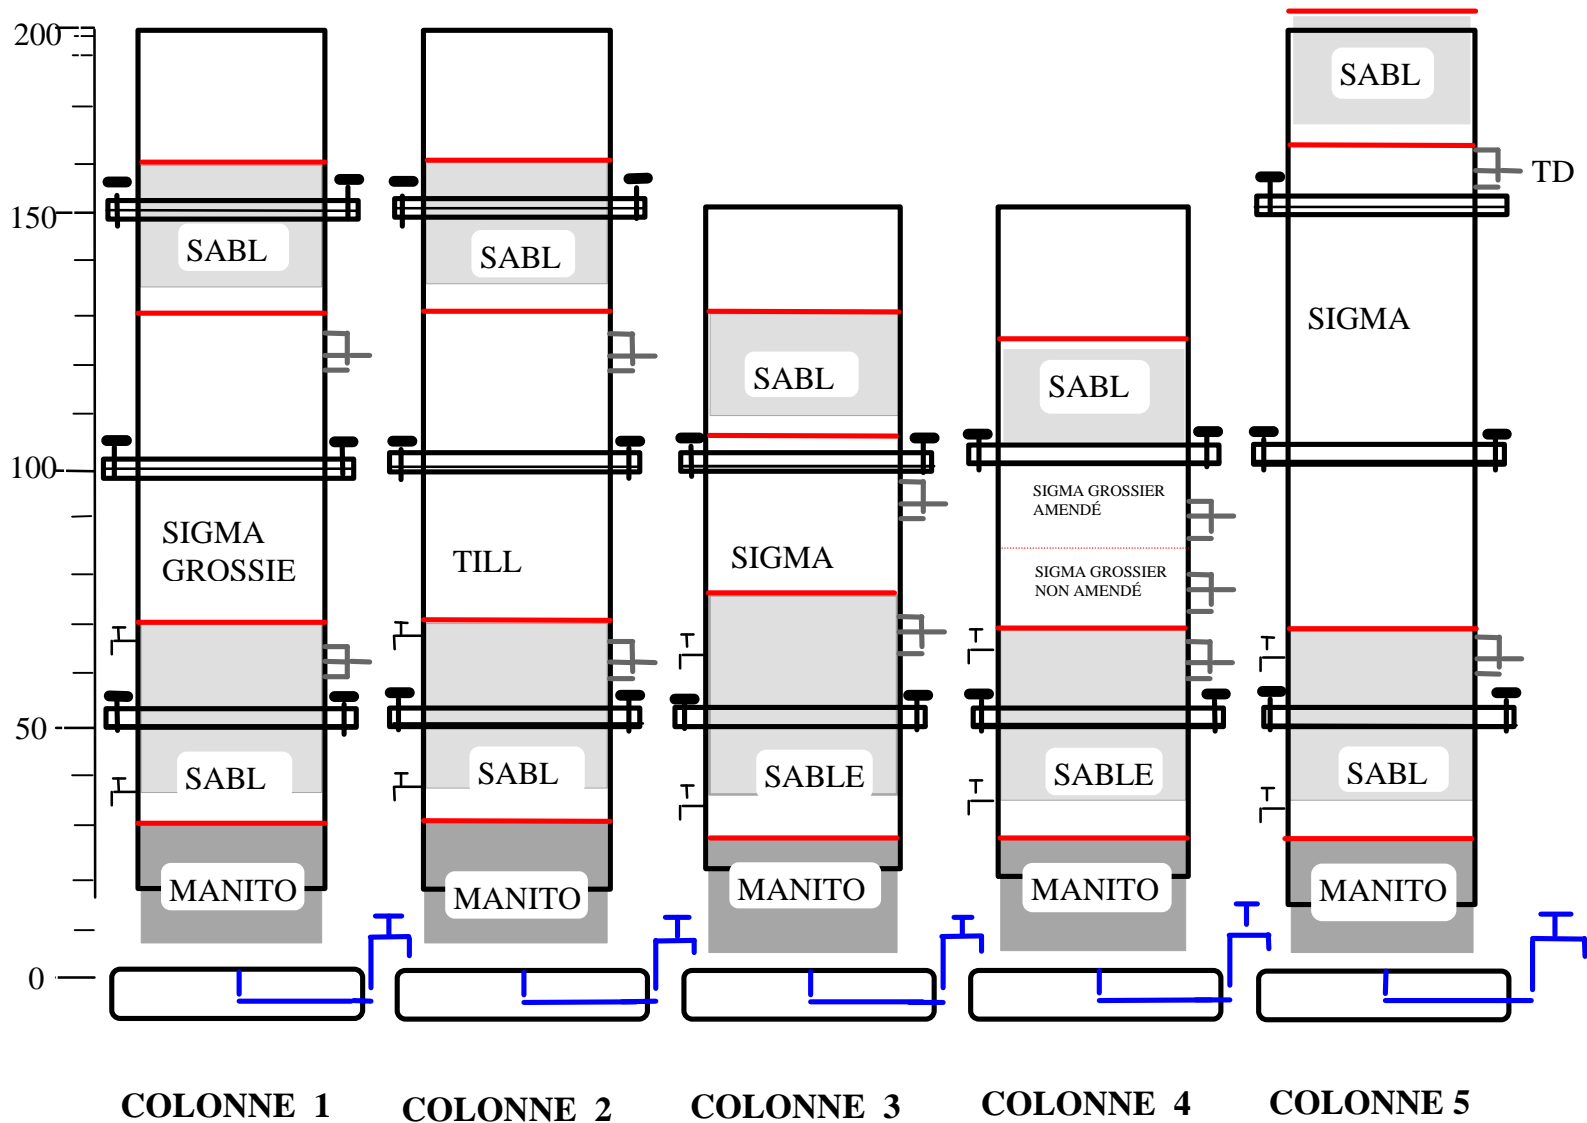 200
150
100
50
0
SABL
SIGMA
GROSSIE
SABL
MANITO
COLONNE 1
SABL
TILL
SABL
MANITO
COLONNE 2
SABL
SIGMA
SABLE
MANITO
COLONNE 3
SABL
SIGMA GROSSIER
AMENDÉ
SIGMA GROSSIER
NON AMENDÉ
SABLE
MANITO
COLONNE 4
SABL
TD
SIGMA
SABL
MANITO
COLONNE 5